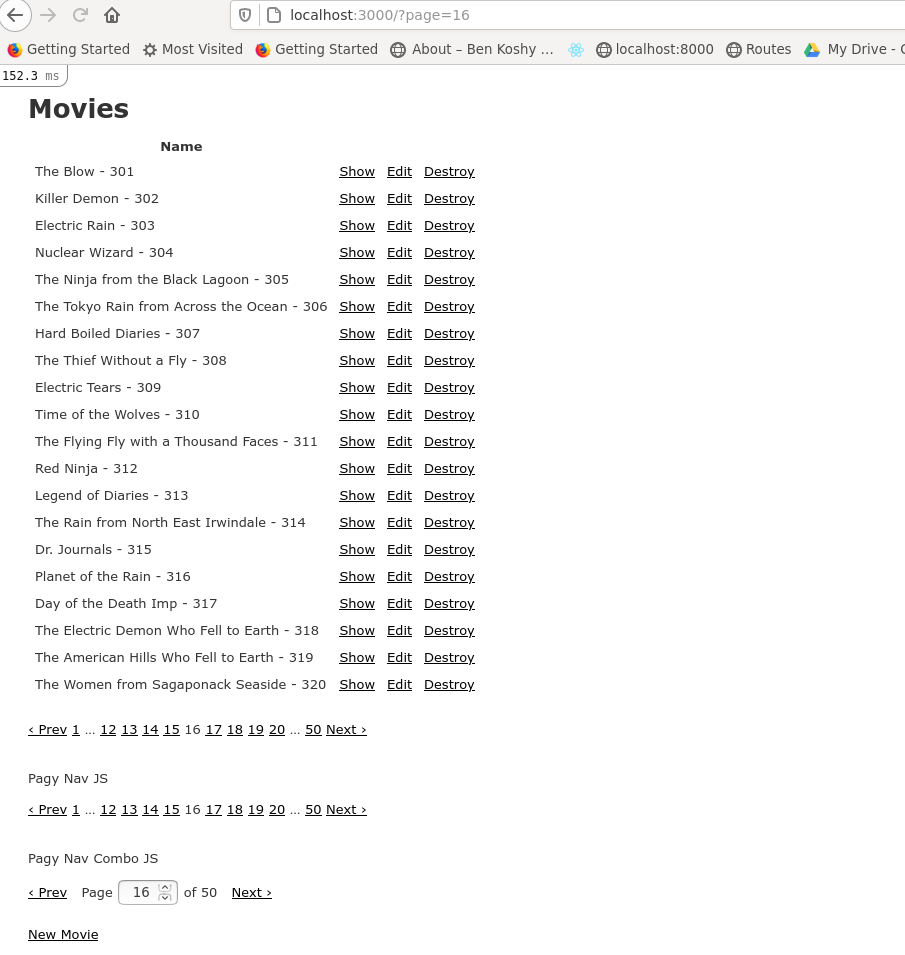 localhost:3000/?page=16
Getting Started Most Visited Getting Started About – Ben Koshy ... localhost:8000 Routes My Drive -
152.3 ms
Movies
Name
The Blow - 301 Show Edit Destroy
Killer Demon - 302 Show Edit Destroy
Electric Rain - 303 Show Edit Destroy
Nuclear Wizard - 304 Show Edit Destroy
The Ninja from the Black Lagoon - 305 Show Edit Destroy
The Tokyo Rain from Across the Ocean - 306 Show Edit Destroy
Hard Boiled Diaries - 307 Show Edit Destroy
The Thief Without a Fly - 308 Show Edit Destroy
Electric Tears - 309 Show Edit Destroy
Time of the Wolves - 310 Show Edit Destroy
The Flying Fly with a Thousand Faces - 311 Show Edit Destroy
Red Ninja - 312 Show Edit Destroy
Legend of Diaries - 313 Show Edit Destroy
The Rain from North East Irwindale - 314 Show Edit Destroy
Dr. Journals - 315 Show Edit Destroy
Planet of the Rain - 316 Show Edit Destroy
Day of the Death Imp - 317 Show Edit Destroy
The Electric Demon Who Fell to Earth - 318 Show Edit Destroy
The American Hills Who Fell to Earth - 319 Show Edit Destroy
The Women from Sagaponack Seaside - 320 Show Edit Destroy
‹ Prev 1 ... 12 13 14 15 16 17 18 19 20 ... 50 Next ›
Pagy Nav JS
‹ Prev 1 ... 12 13 14 15 16 17 18 19 20 ... 50 Next ›
Pagy Nav Combo JS
‹ Prev Page 16 of 50 Next ›
New Movie